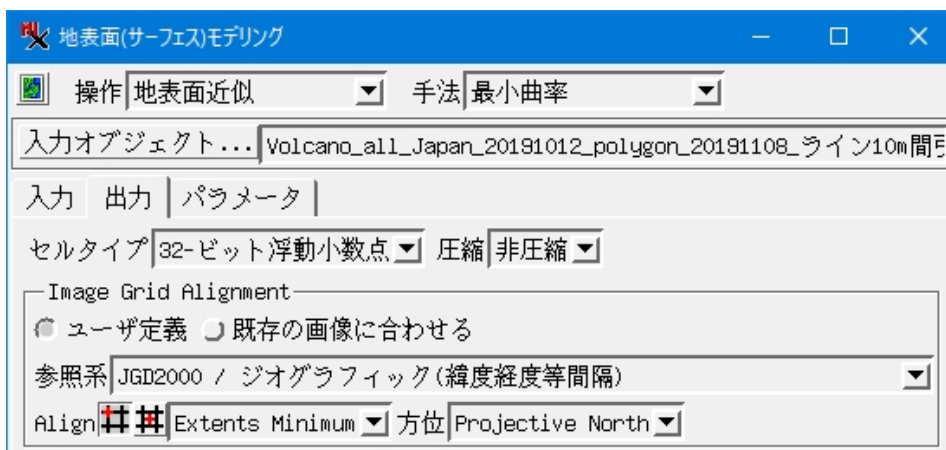 地表面(サーフェス)モデリング
操作 地表面近似 手法 最小曲率
入力オブジェクト... Volcano_all_Japan_20191012_polygon_20191108_ライン10m間引
入力 出力 パラメータ
セルタイプ 32-ビット浮動小数点 圧縮 非圧縮
Image Grid Alignment
ユーザ定義 既存の画像に合わせる
参照系 JGD2000 / ジオグラフィック(緯度経度等間隔)
Align Extents Minimum 方位 Projective North